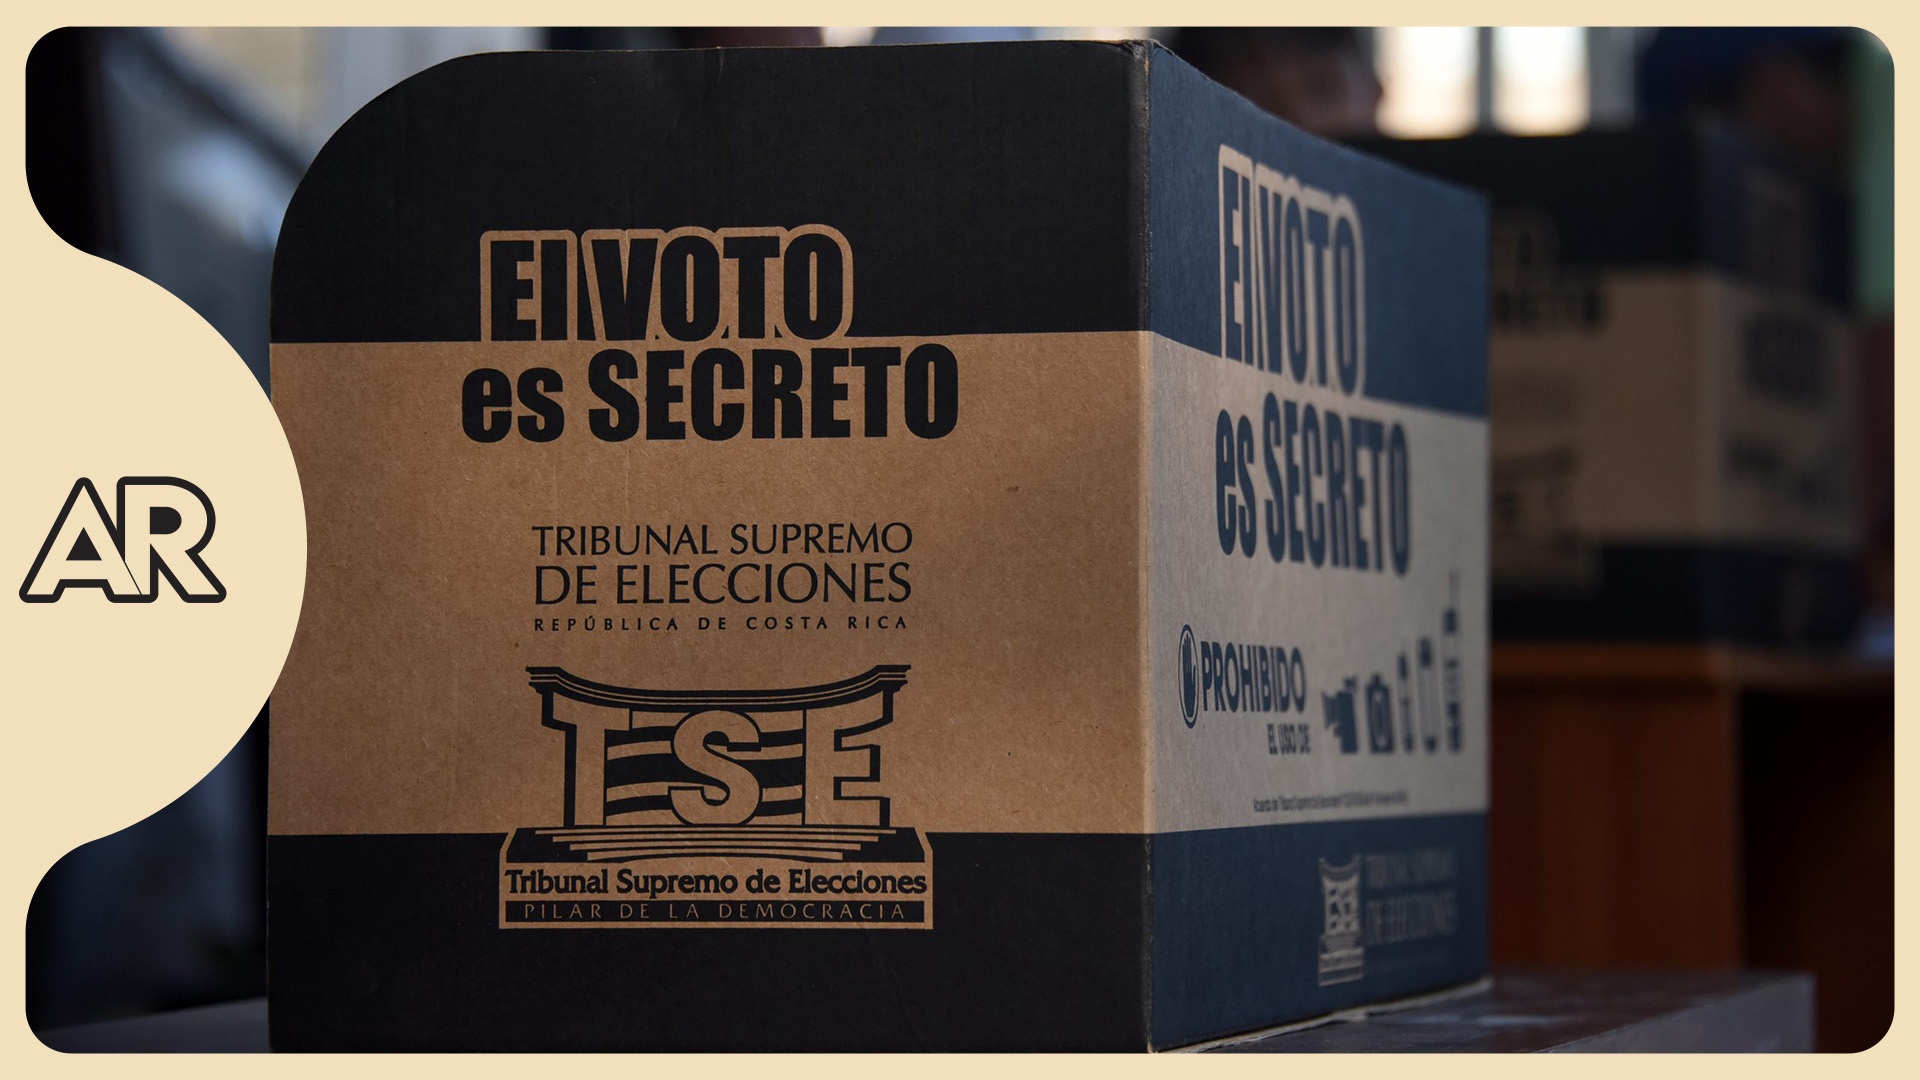 AR
El VOTO
es SECRETO
TRIBUNAL SUPREMO
DE ELECCIONES
REPÚBLICA DE COSTA RICA
TSE
Tribunal Supremo de Elecciones
PILAR DE LA DEMOCRACIA
El VOTO
es SECRETO
PROHIBIDO
EL USO DE
TRIBUNAL SUPREMO
DE ELECCIONES